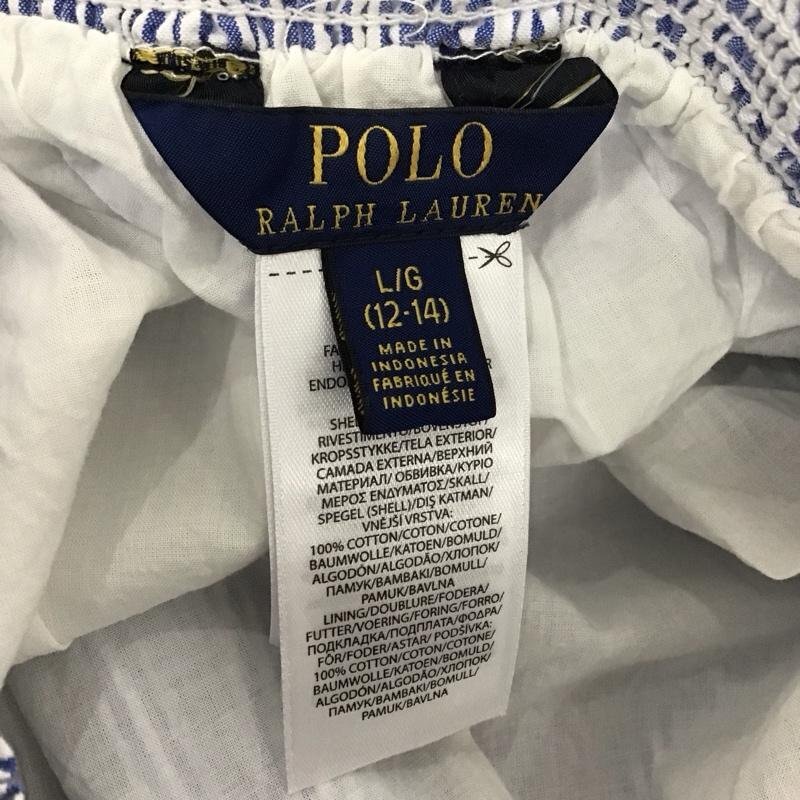 POLO
RALPH LAUREN
L/G
(12-14)
MADE IN
INDONESIA
FABRIQUÉ EN
INDONÉSIE
RIVESTIMENTO/BOVENSTOF/
KROPSSTYKKE/TELA EXTERIOR/
CAMADA EXTERNA/ВЕРХНИЙ
МАТЕРИАЛ/ ОБВИВКА/ΚΥΡΙΟ
ΜΕΡΟΣ ΕΝΔΥΜΑΤΟΣ/SKALL/
SPEGEL (SHELL)/DIŞ KATMAN/
VNĚJŠÍ VRSTVA:
100% COTTON/COTON/COTONE/
BAUMWOLLE/KATOEN/BOMULD/
ALGODÓN/ALGODÃO/ХЛОПОК/
ПАМУК/ΒΑΜΒΑΚΙ/BOMULL/
PAMUK/BAVLNA
LINING/DOUBLURE/FODERA/
FUTTER/VOERING/FORING/FORRO/
ПОДКЛАДКА/ПОДПЛАТА/ΦΟΔΡΑ/
FÔR/FODER/ASTAR/ PODŠÍVKA:
100% COTTON/COTON/COTONE/
BAUMWOLLE/KATOEN/BOMULD/
ALGODÓN/ALGODÃO/ХЛОПОК/
ПАМУК/ΒΑΜΒΑΚΙ/BOMULL/
PAMUK/BAVLNA